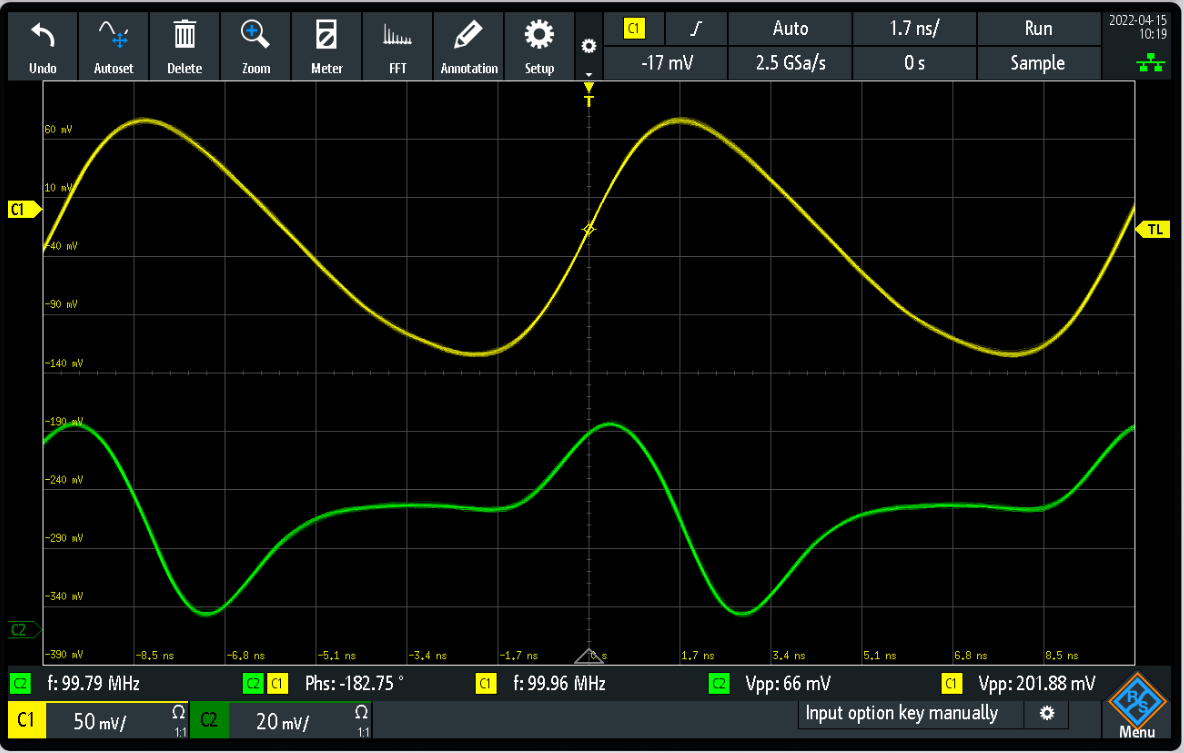 C1 Auto 1.7 ns/ Run 2022-04-15
10:19
Undo Autoset Delete Zoom Meter FFT Annotation Setup
-17 mV 2.5 GSa/s 0 s Sample
T
60 mV
10 mV
C1
TL
-40 mV
-90 mV
-140 mV
-190 mV
-240 mV
-290 mV
-340 mV
C2
-390 mV -8.5 ns -6.8 ns -5.1 ns -3.4 ns -1.7 ns 0 s 1.7 ns 3.4 ns 5.1 ns 6.8 ns 8.5 ns
C2 f: 99.79 MHz C2 C1 Phs: -182.75 ° C1 f: 99.96 MHz C2 Vpp: 66 mV C1 Vpp: 201.88 mV
C1 50 mV/ Ω 1:1 C2 20 mV/ Ω 1:1 Input option key manually
R&S
Menu